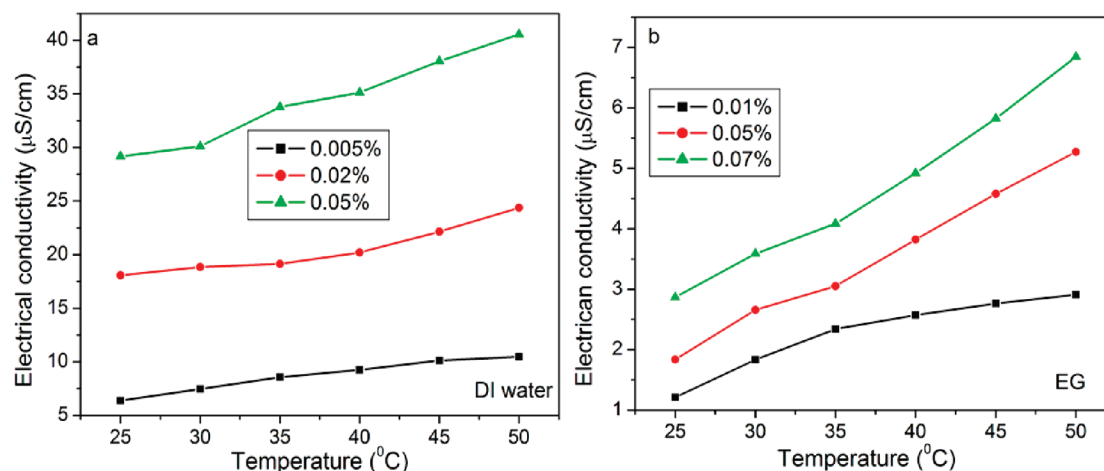 a
Electrical conductivity (μS/cm)
40
35
30
25
20
15
10
5
0.005%
0.02%
0.05%
DI water
25 30 35 40 45 50
Temperature (⁰C)
b
Electrican conductivity (μS/cm)
7
6
5
4
3
2
1
0.01%
0.05%
0.07%
EG
25 30 35 40 45 50
Temperature (⁰C)